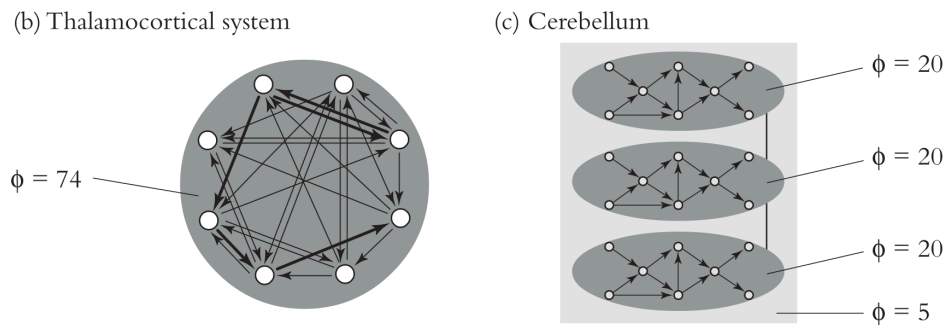 (b) Thalamocortical system
ϕ = 74
(c) Cerebellum
ϕ = 20
ϕ = 20
ϕ = 20
ϕ = 5